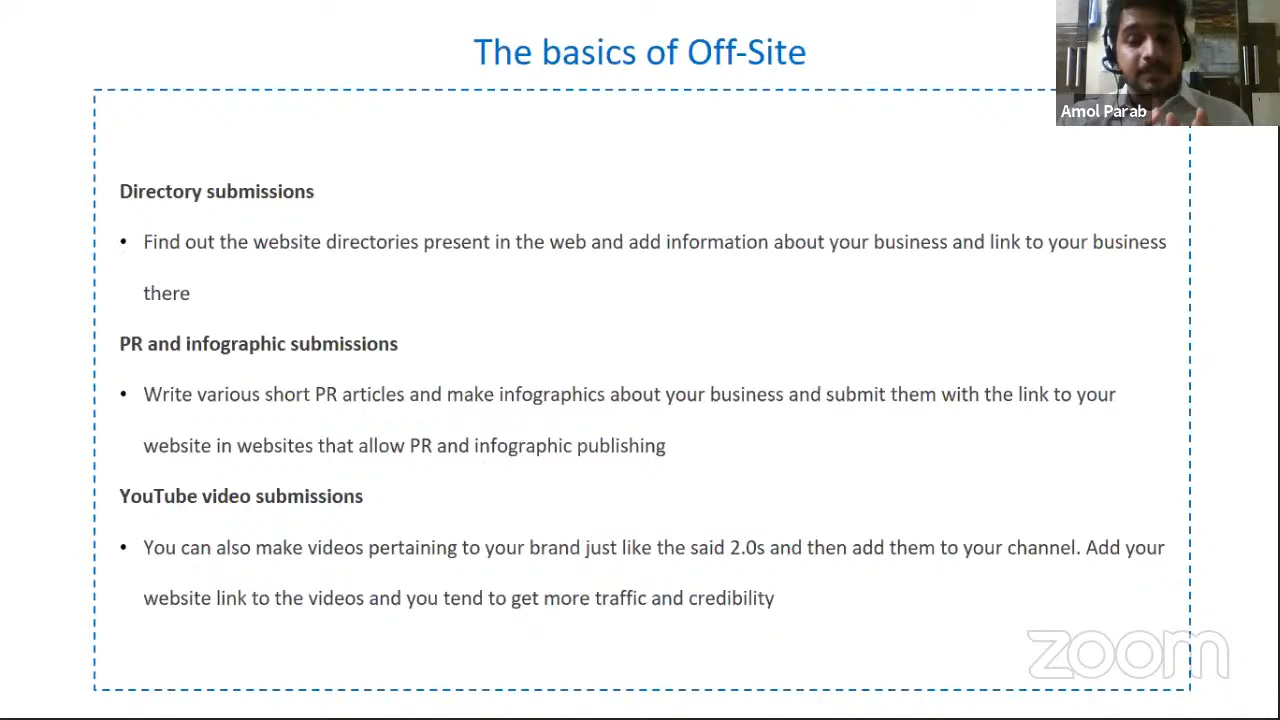 The basics of Off-Site
Amol Parab
Directory submissions
• Find out the website directories present in the web and add information about your business and link to your business
there
PR and infographic submissions
• Write various short PR articles and make infographics about your business and submit them with the link to your
website in websites that allow PR and infographic publishing
YouTube video submissions
• You can also make videos pertaining to your brand just like the said 2.0s and then add them to your channel. Add your
website link to the videos and you tend to get more traffic and credibility
zoom